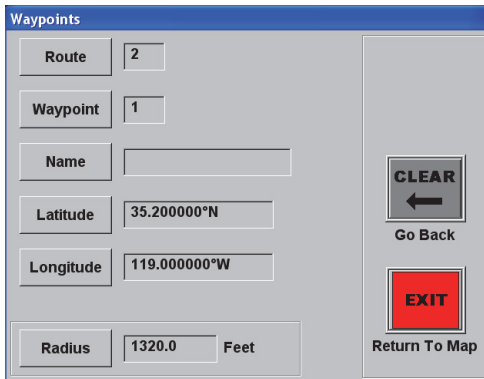 Waypoints
Route 2
Waypoint 1
Name
Latitude 35.200000°N
Longitude 119.000000°W
Radius 1320.0 Feet
CLEAR
Go Back
EXIT
Return To Map